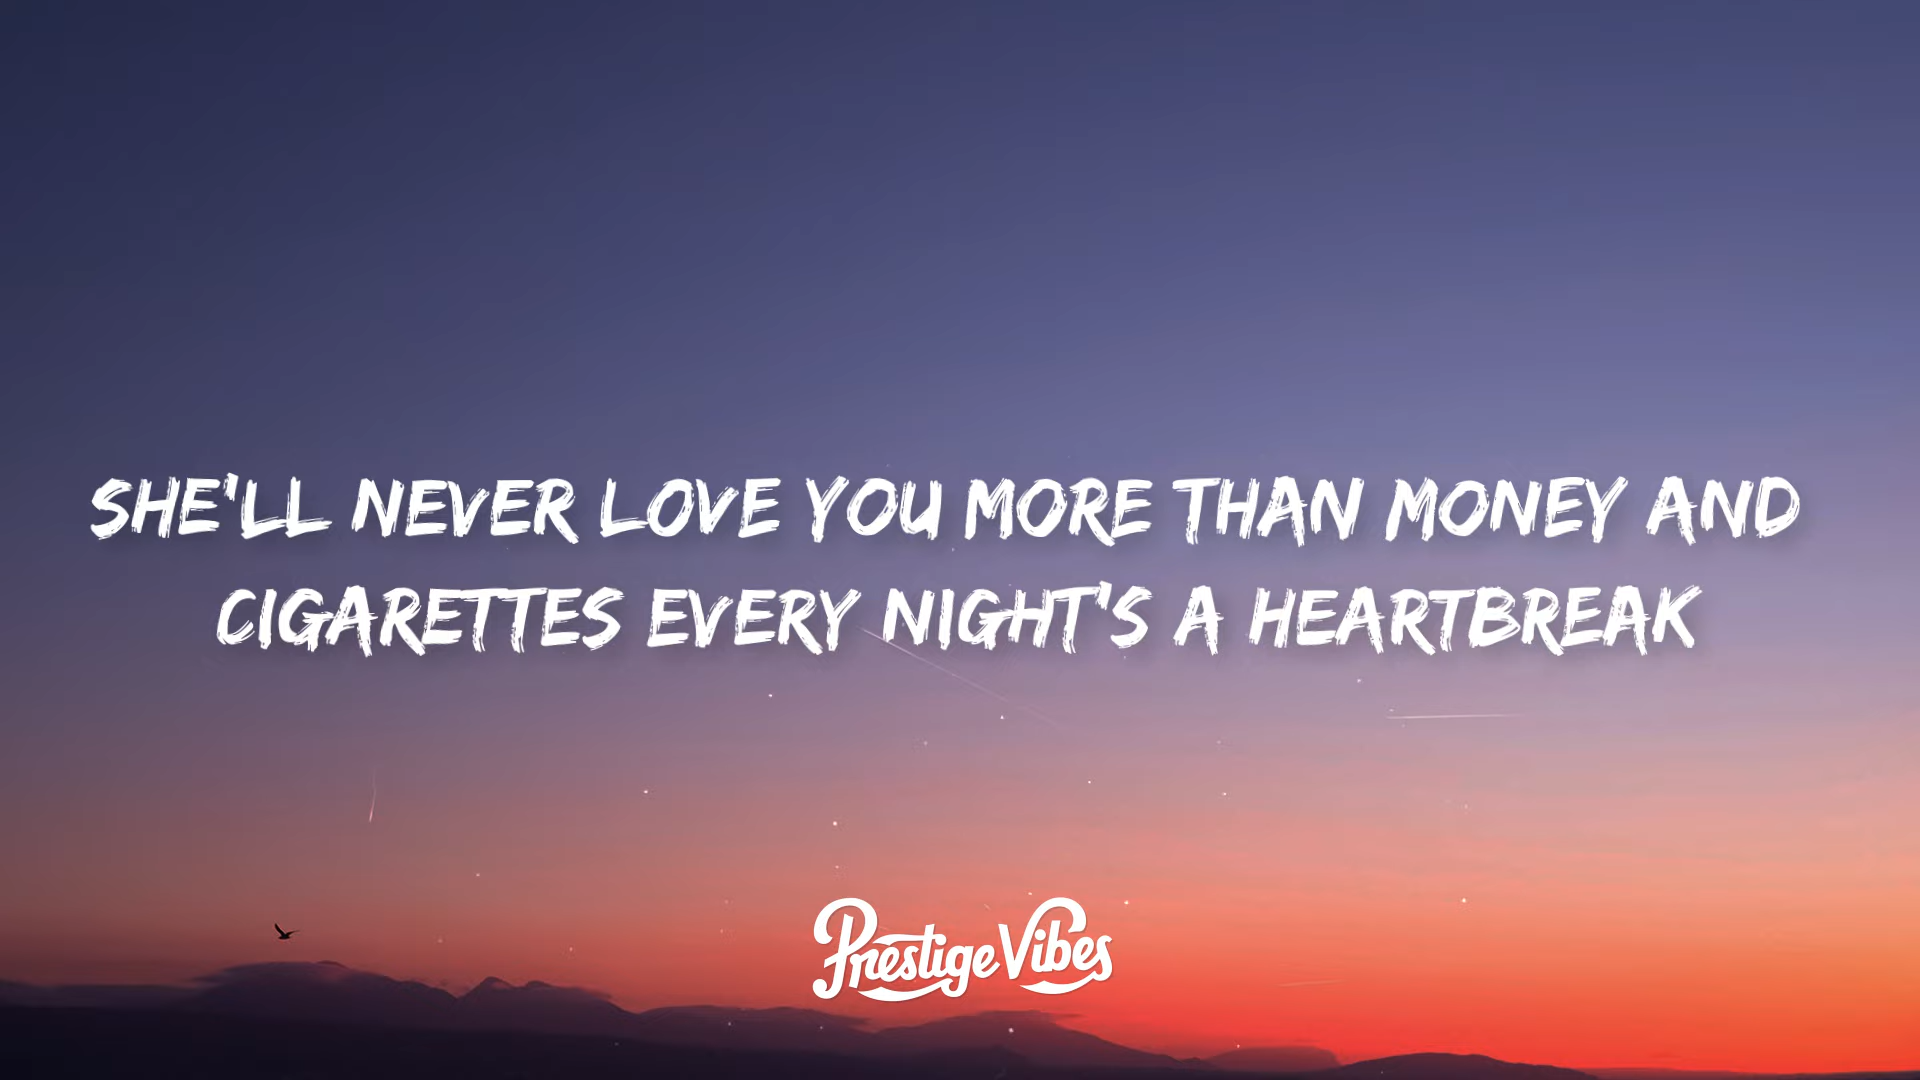 SHE'LL NEVER LOVE YOU MORE THAN MONEY AND
CIGARETTES EVERY NIGHT'S A HEARTBREAK
Prestige Vibes